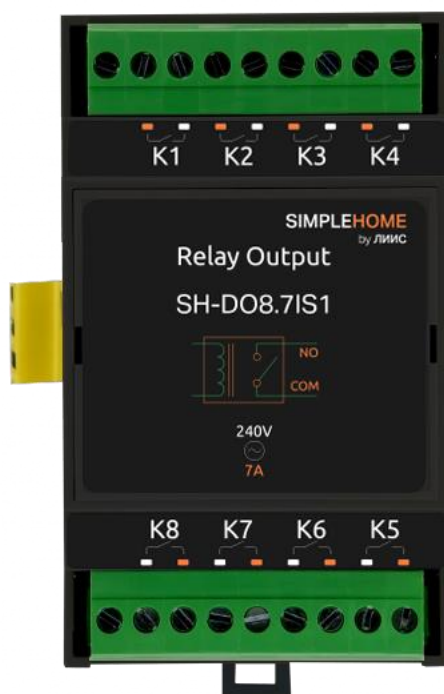 K1 K2 K3 K4
SIMPLEHOME
by ЛИИС
Relay Output
SH-DO8.7IS1
NO
COM
240V
7A
K8 K7 K6 K5